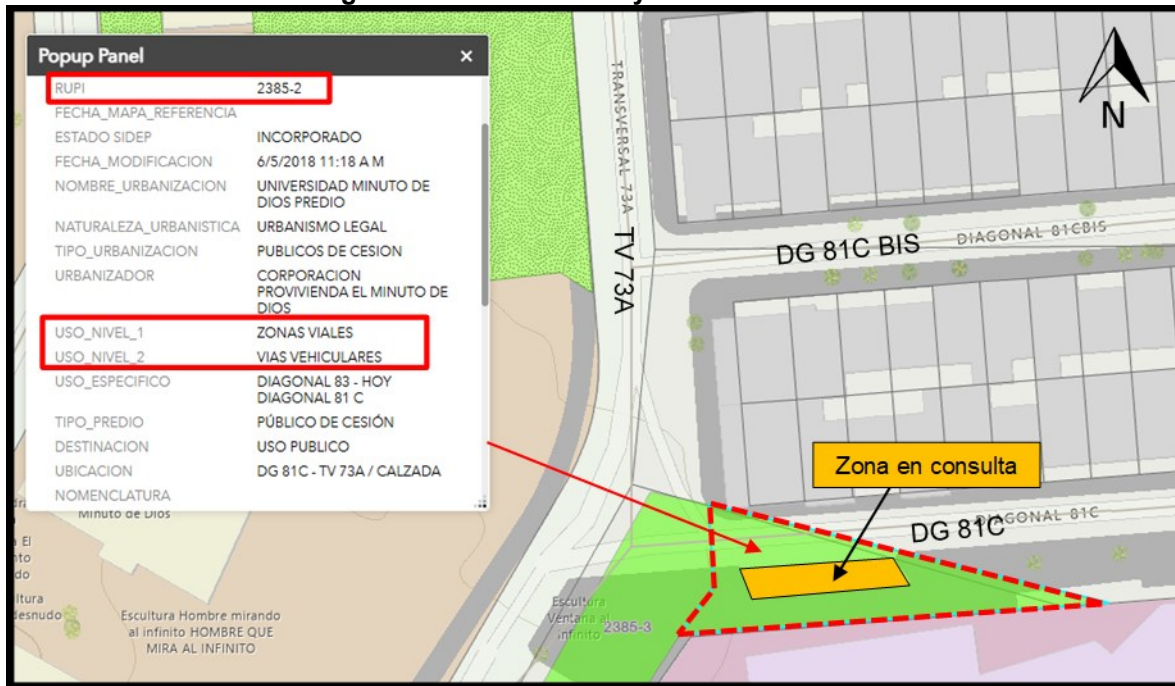 Popup Panel
×
RUPI 2385-2
FECHA_MAPA_REFERENCIA
ESTADO SIDEP INCORPORADO
FECHA_MODIFICACION 6/5/2018 11:18 A M
NOMBRE_URBANIZACION UNIVERSIDAD MINUTO DE
DIOS PREDIO
NATURALEZA_URBANISTICA URBANISMO LEGAL
TIPO_URBANIZACION PUBLICOS DE CESION
URBANIZADOR CORPORACION
PROVIVIENDA EL MINUTO DE
DIOS
USO_NIVEL_1 ZONAS VIALES
USO_NIVEL_2 VIAS VEHICULARES
USO_ESPECIFICO DIAGONAL 83 - HOY
DIAGONAL 81 C
TIPO_PREDIO PÚBLICO DE CESIÓN
DESTINACION USO PUBLICO
UBICACION DG 81C - TV 73A / CALZADA
NOMENCLATURA
Minuto de Dios
TRANSVERSAL 73A
TV 73A
N
DG 81C BIS
DIAGONAL 81CBIS
Zona en consulta
DG 81C
DIAGONAL 81C
Escultura Hombre mirando
al infinito HOMBRE QUE
MIRA AL INFINITO
Escultura
Ventana al
infinito
2385-3